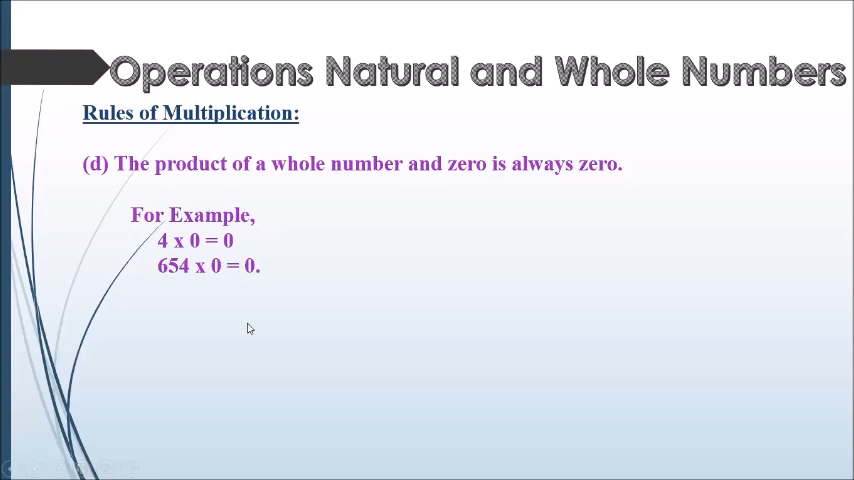 Operations Natural and Whole Numbers
Rules of Multiplication:
(d) The product of a whole number and zero is always zero.
For Example,
4 x 0 = 0
654 x 0 = 0.